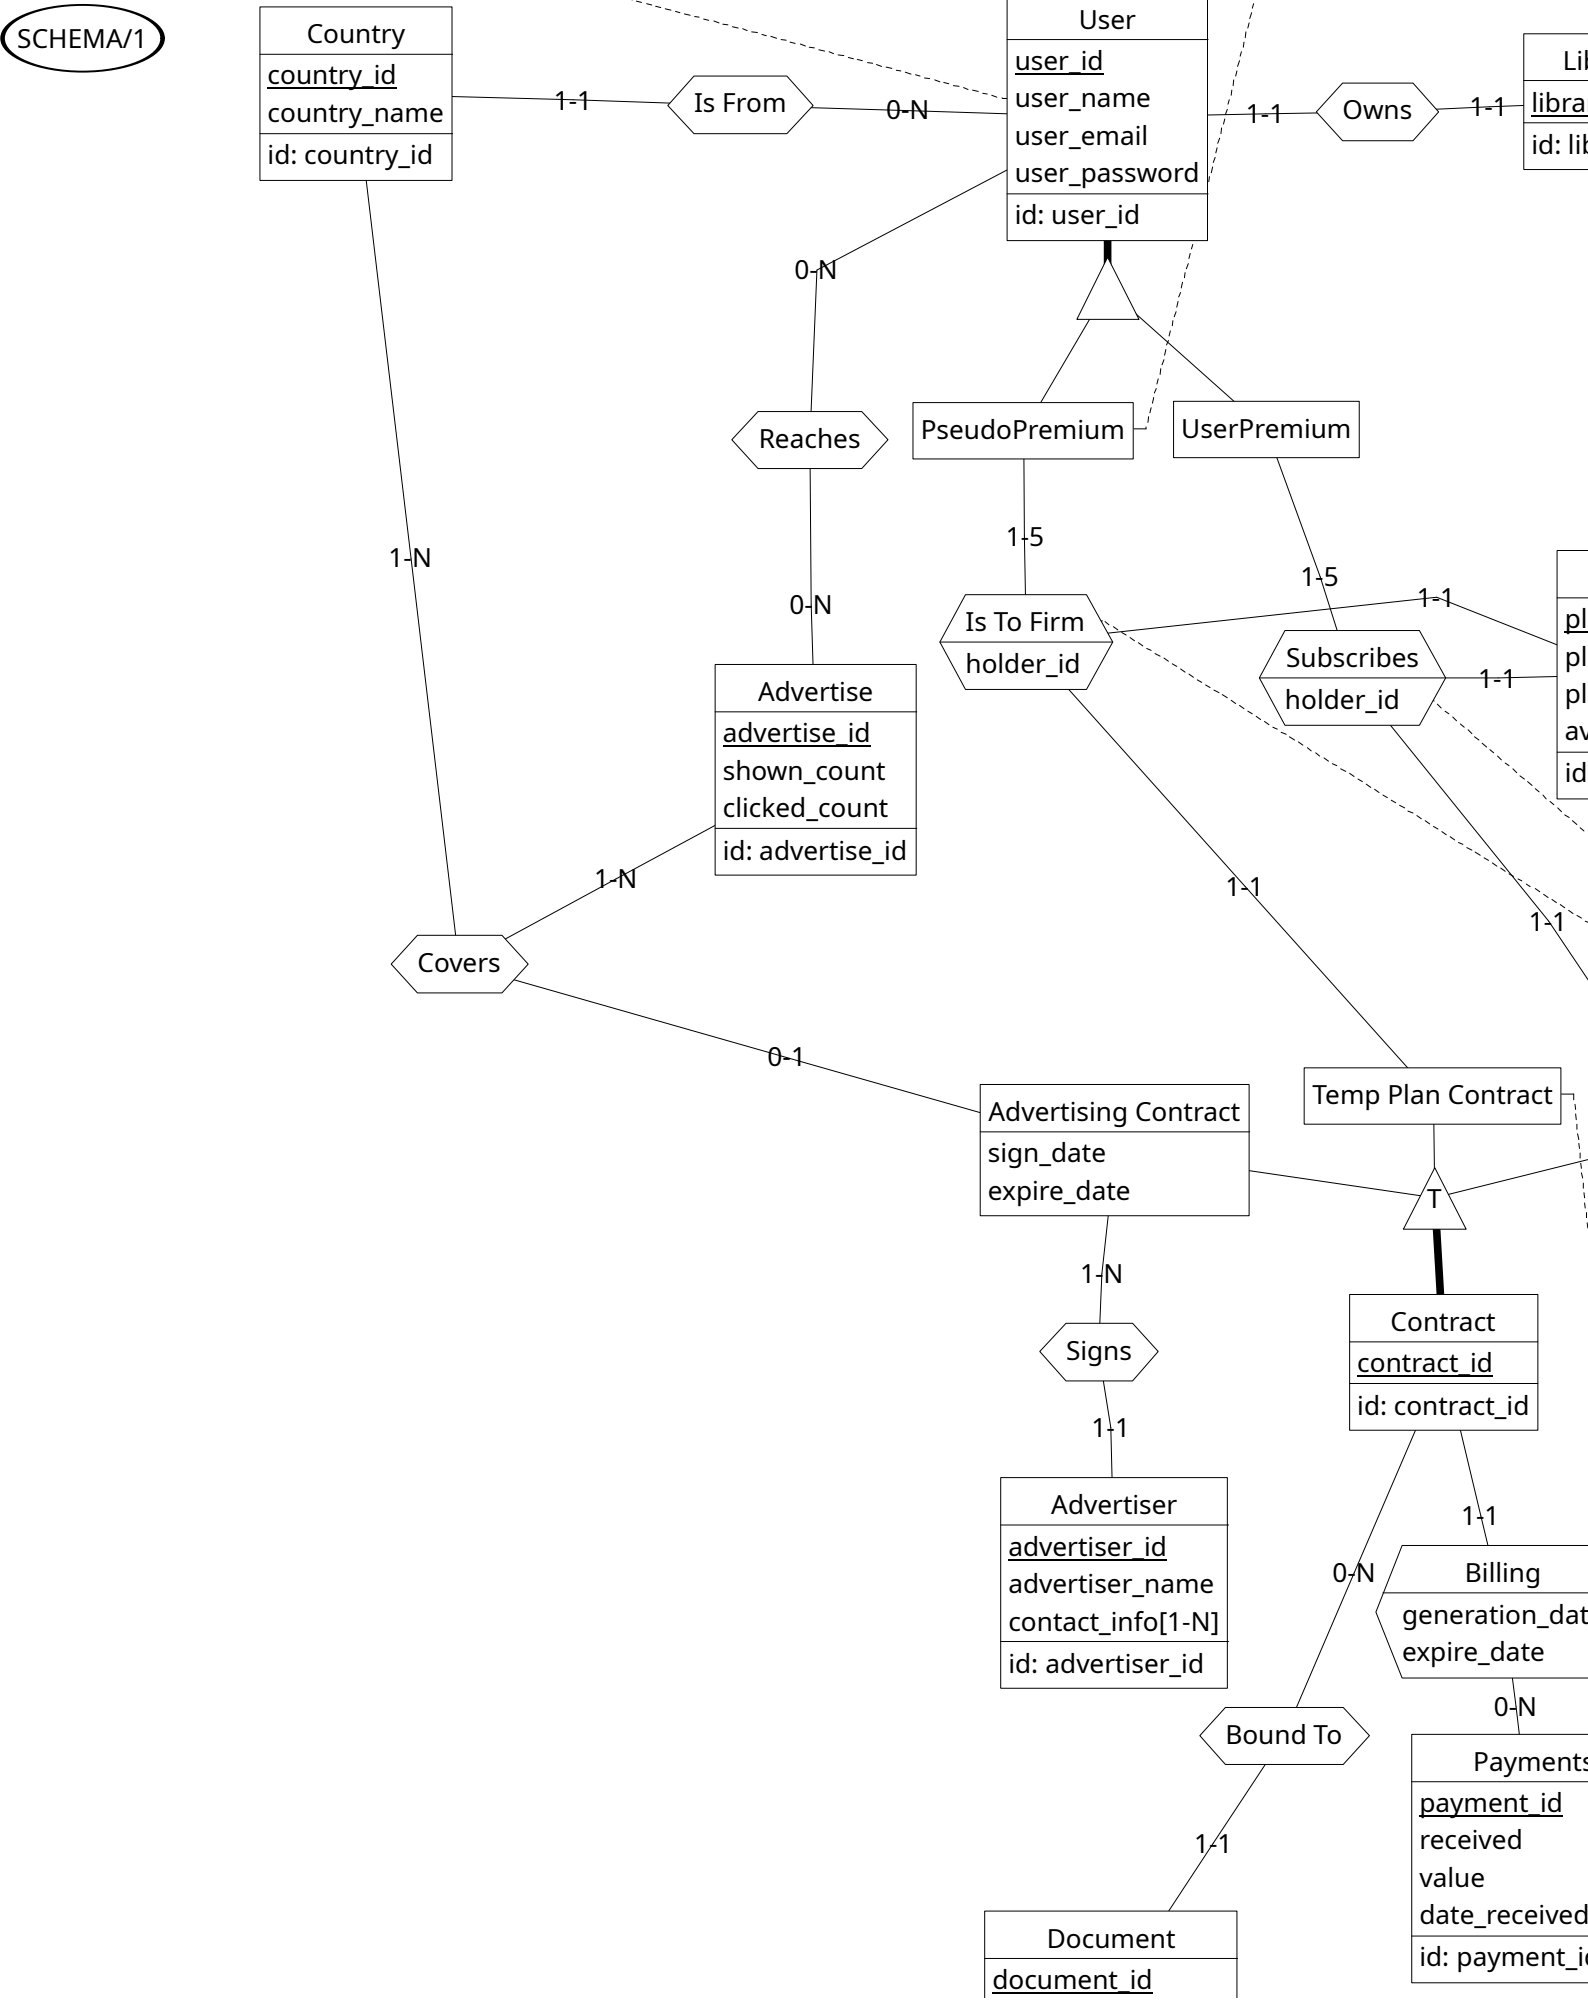 SCHEMA/1
Country
country_id
country_name
id: country_id
1-1
Is From
0-N
User
user_id
user_name
user_email
user_password
id: user_id
1-1
Owns
1-1
0-N
Reaches
0-N
PseudoPremium
UserPremium
1-N
1-5
1-5
Is To Firm
holder_id
1-1
Subscribes
holder_id
1-1
Advertise
advertise_id
shown_count
clicked_count
id: advertise_id
1-N
1-1
1-1
Covers
0-1
Advertising Contract
sign_date
expire_date
Temp Plan Contract
T
1-N
Signs
1-1
Contract
contract_id
id: contract_id
Advertiser
advertiser_id
advertiser_name
contact_info[1-N]
id: advertiser_id
1-1
0-N
Billing
expire_date
0-N
Bound To
1-1
Payments
payment_id
received
value
date_received
id: payment_id
Document
document_id